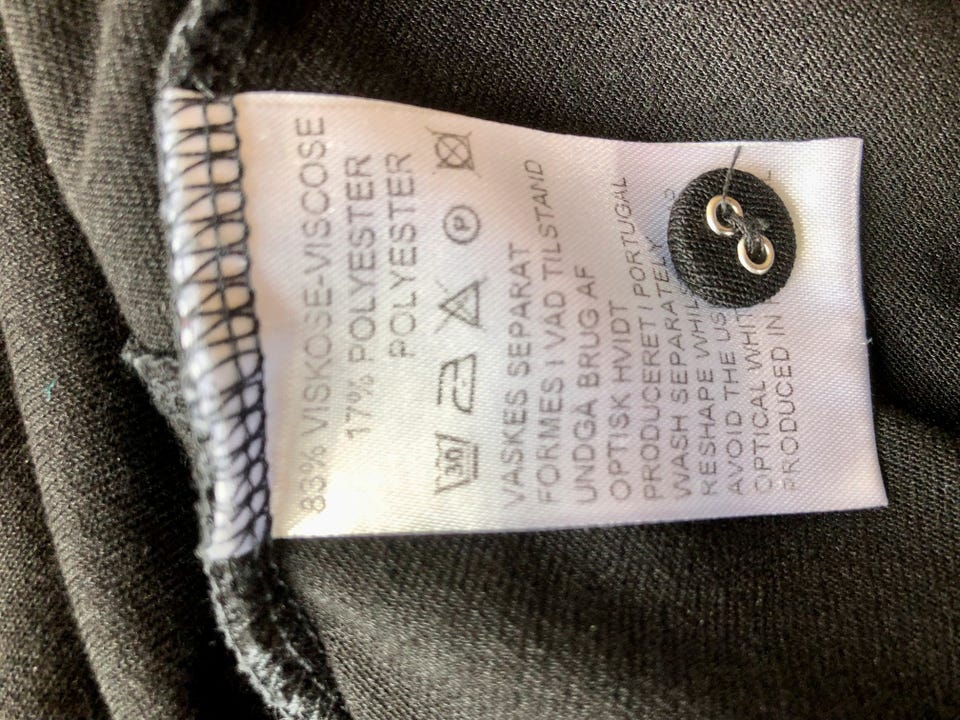 83% VISKOSE-VISCOSE
17% POLYESTER
POLYESTER
30 P
VASKES SEPARAT
FORMES I VAD TILSTAND
UNDGA BRUG AF
OPTISK HVIDT
PROIDUCERET I PORTUGAL
WASH SEPARATELY
RESHAPE
AVOID THE
OPTICAL
PRODUCED IN